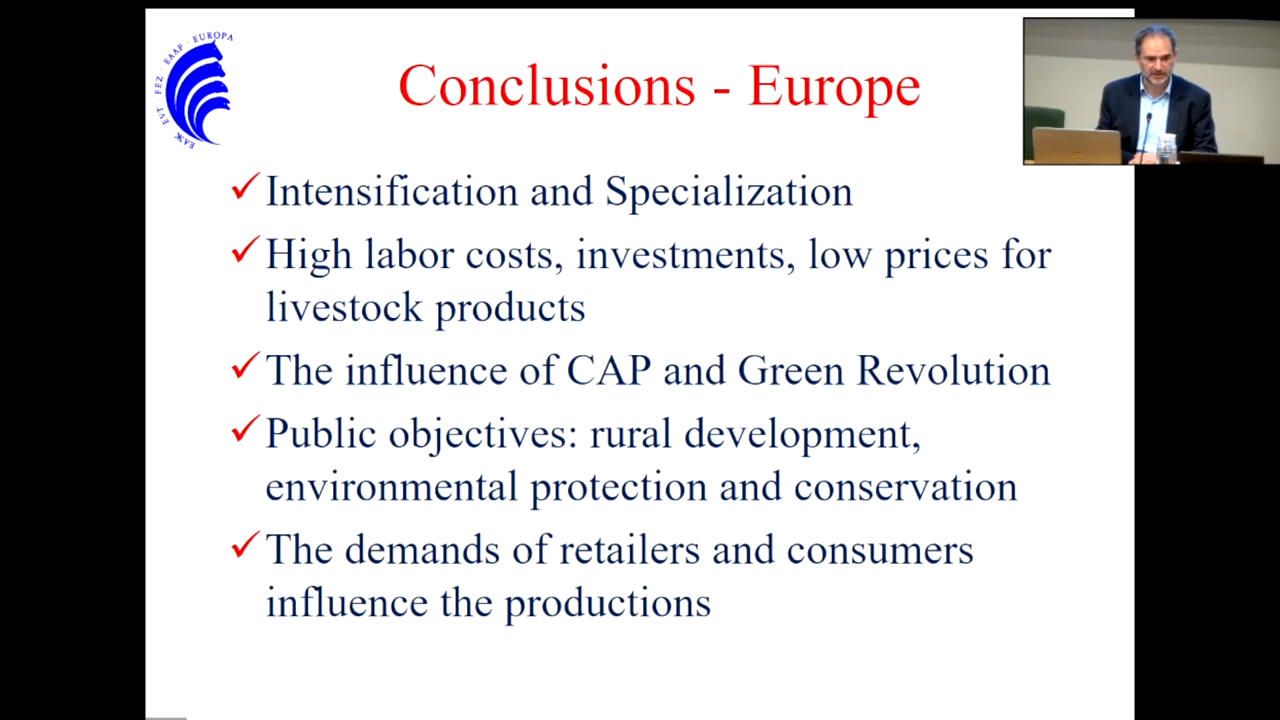 EAAP · EUROPA
FEZ
EVT
ЕАЖ
Conclusions - Europe
Intensification and Specialization
High labor costs, investments, low prices for
livestock products
The influence of CAP and Green Revolution
Public objectives: rural development,
environmental protection and conservation
The demands of retailers and consumers
influence the productions